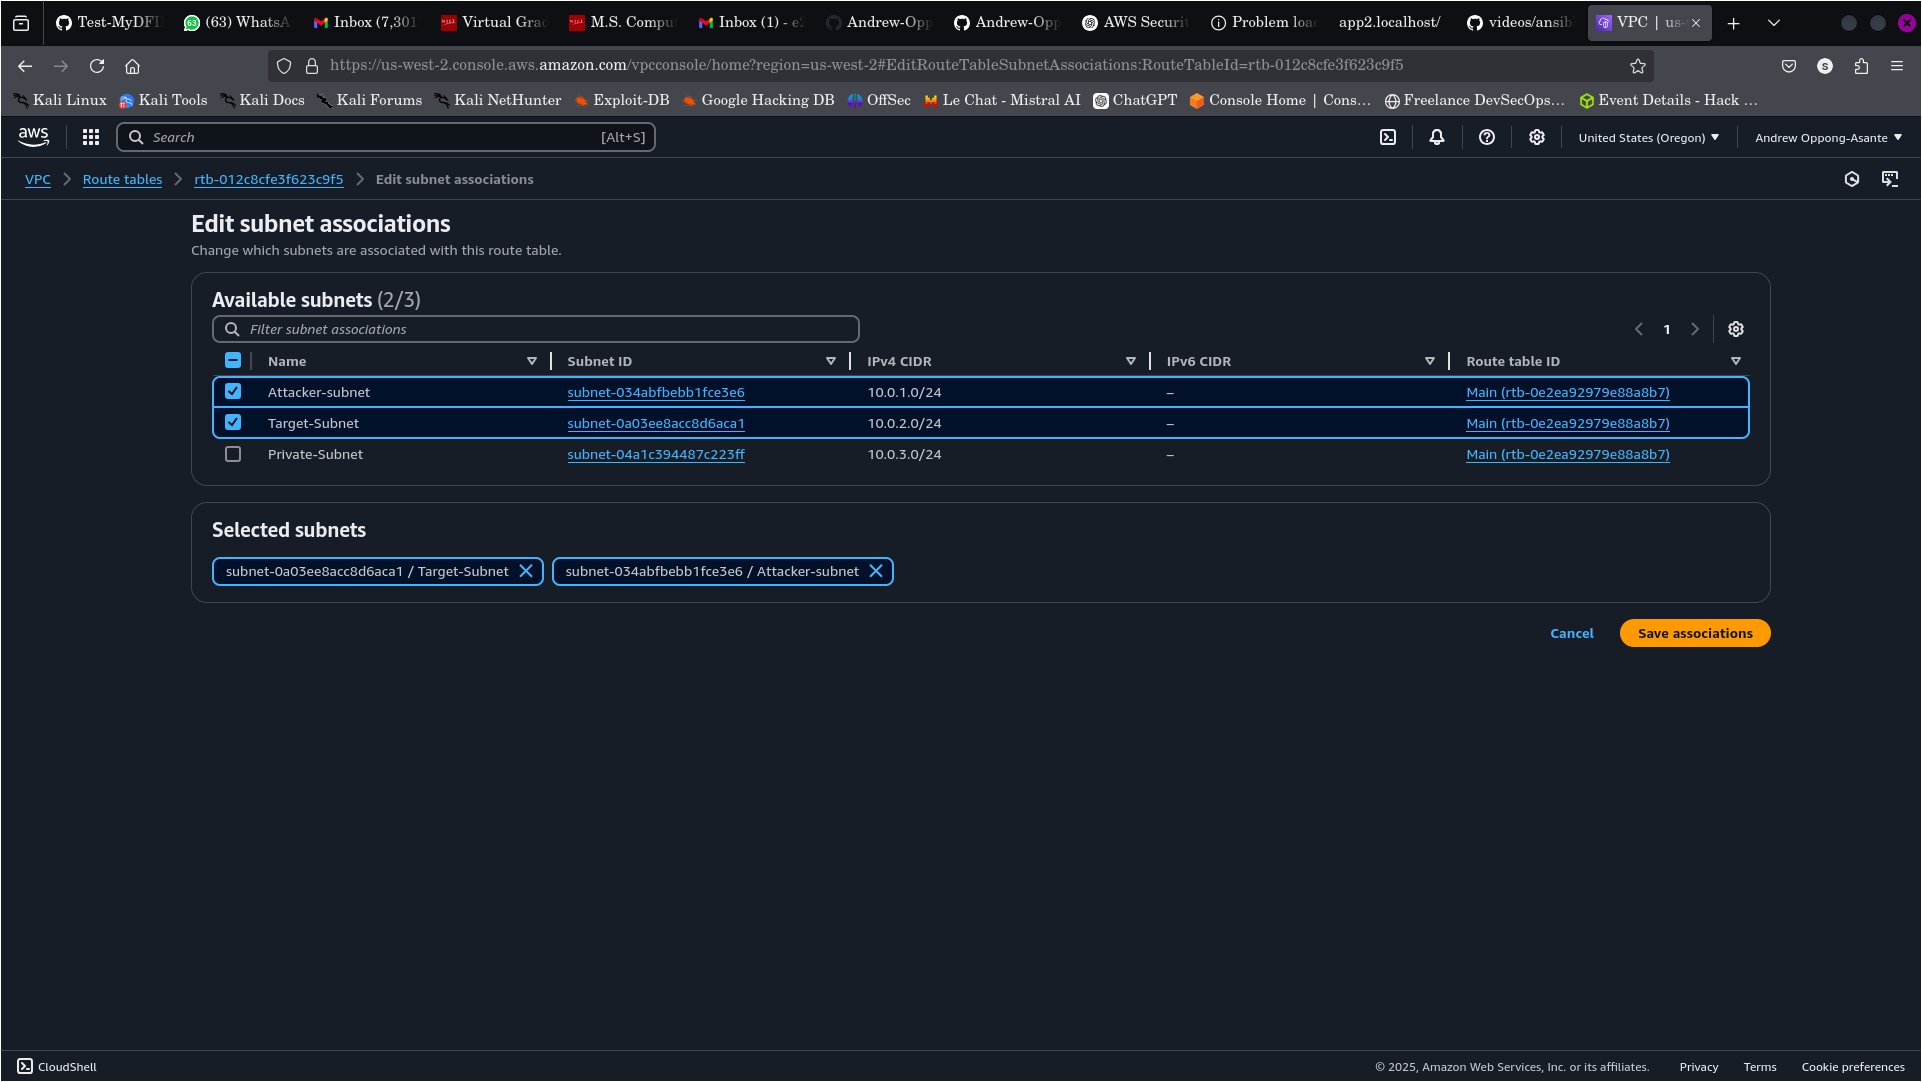 Test-MyDFI
(63) WhatsA
Inbox (7,301
Virtual Grad
M.S. Compu
Inbox (1) - e2
Andrew-Opp
Andrew-Opp
AWS Securit
Problem loa
app2.localhost/
videos/ansib
VPC | us-
https://us-west-2.console.aws.amazon.com/vpcconsole/home?region=us-west-2#EditRouteTableSubnetAssociations:RouteTableId=rtb-012c8cfe3f623c9f5
Kali Linux Kali Tools Kali Docs Kali Forums Kali NetHunter Exploit-DB Google Hacking DB OffSec Le Chat - Mistral AI ChatGPT Console Home | Cons… Freelance DevSecOps… Event Details - Hack …
aws Search [Alt+S] United States (Oregon) Andrew Oppong-Asante
VPC Route tables rtb-012c8cfe3f623c9f5 Edit subnet associations
Edit subnet associations
Change which subnets are associated with this route table.
Available subnets (2/3)
Filter subnet associations 1
Name Subnet ID IPv4 CIDR IPv6 CIDR Route table ID
Attacker-subnet subnet-034abfbebb1fce3e6 10.0.1.0/24 – Main (rtb-0e2ea92979e88a8b7)
Target-Subnet subnet-0a03ee8acc8d6aca1 10.0.2.0/24 – Main (rtb-0e2ea92979e88a8b7)
Private-Subnet subnet-04a1c394487c223ff 10.0.3.0/24 – Main (rtb-0e2ea92979e88a8b7)
Selected subnets
subnet-0a03ee8acc8d6aca1 / Target-Subnet subnet-034abfbebb1fce3e6 / Attacker-subnet
Cancel Save associations
CloudShell © 2025, Amazon Web Services, Inc. or its affiliates. Privacy Terms Cookie preferences